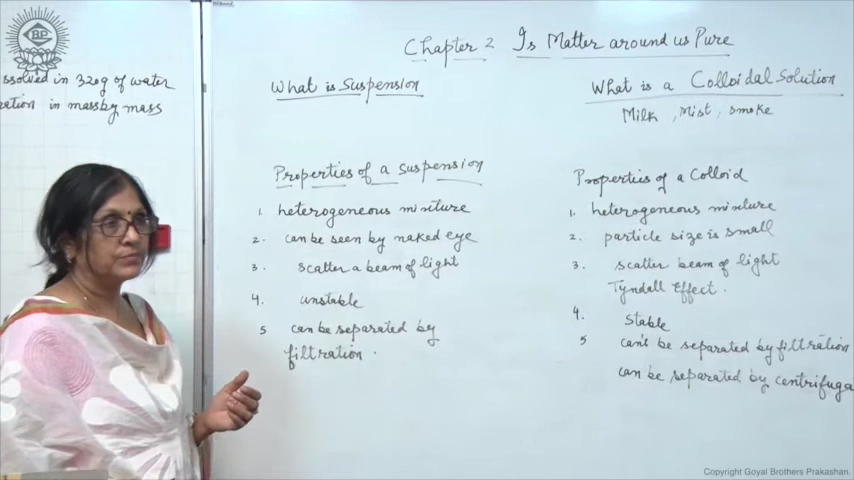 BP
ssolved in 320g of water
ration in mass by mass
Chapter 2 Is Matter around us Pure
What is Suspension
Properties of a Suspension
1. heterogeneous mixture
2. can be seen by naked eye
3. scatter a beam of light
4. unstable
5 can be separated by
filtration.
What is a Colloidal Solution
Milk, Mist, smoke
Properties of a Colloid
1. heterogeneous mixture
2. particle size is small
3. scatter beam of light
Tyndall Effect.
4. stable
5 can't be separated by filtration
can be separated by centrifuga
Copyright Goyal Brothers Prakashan.